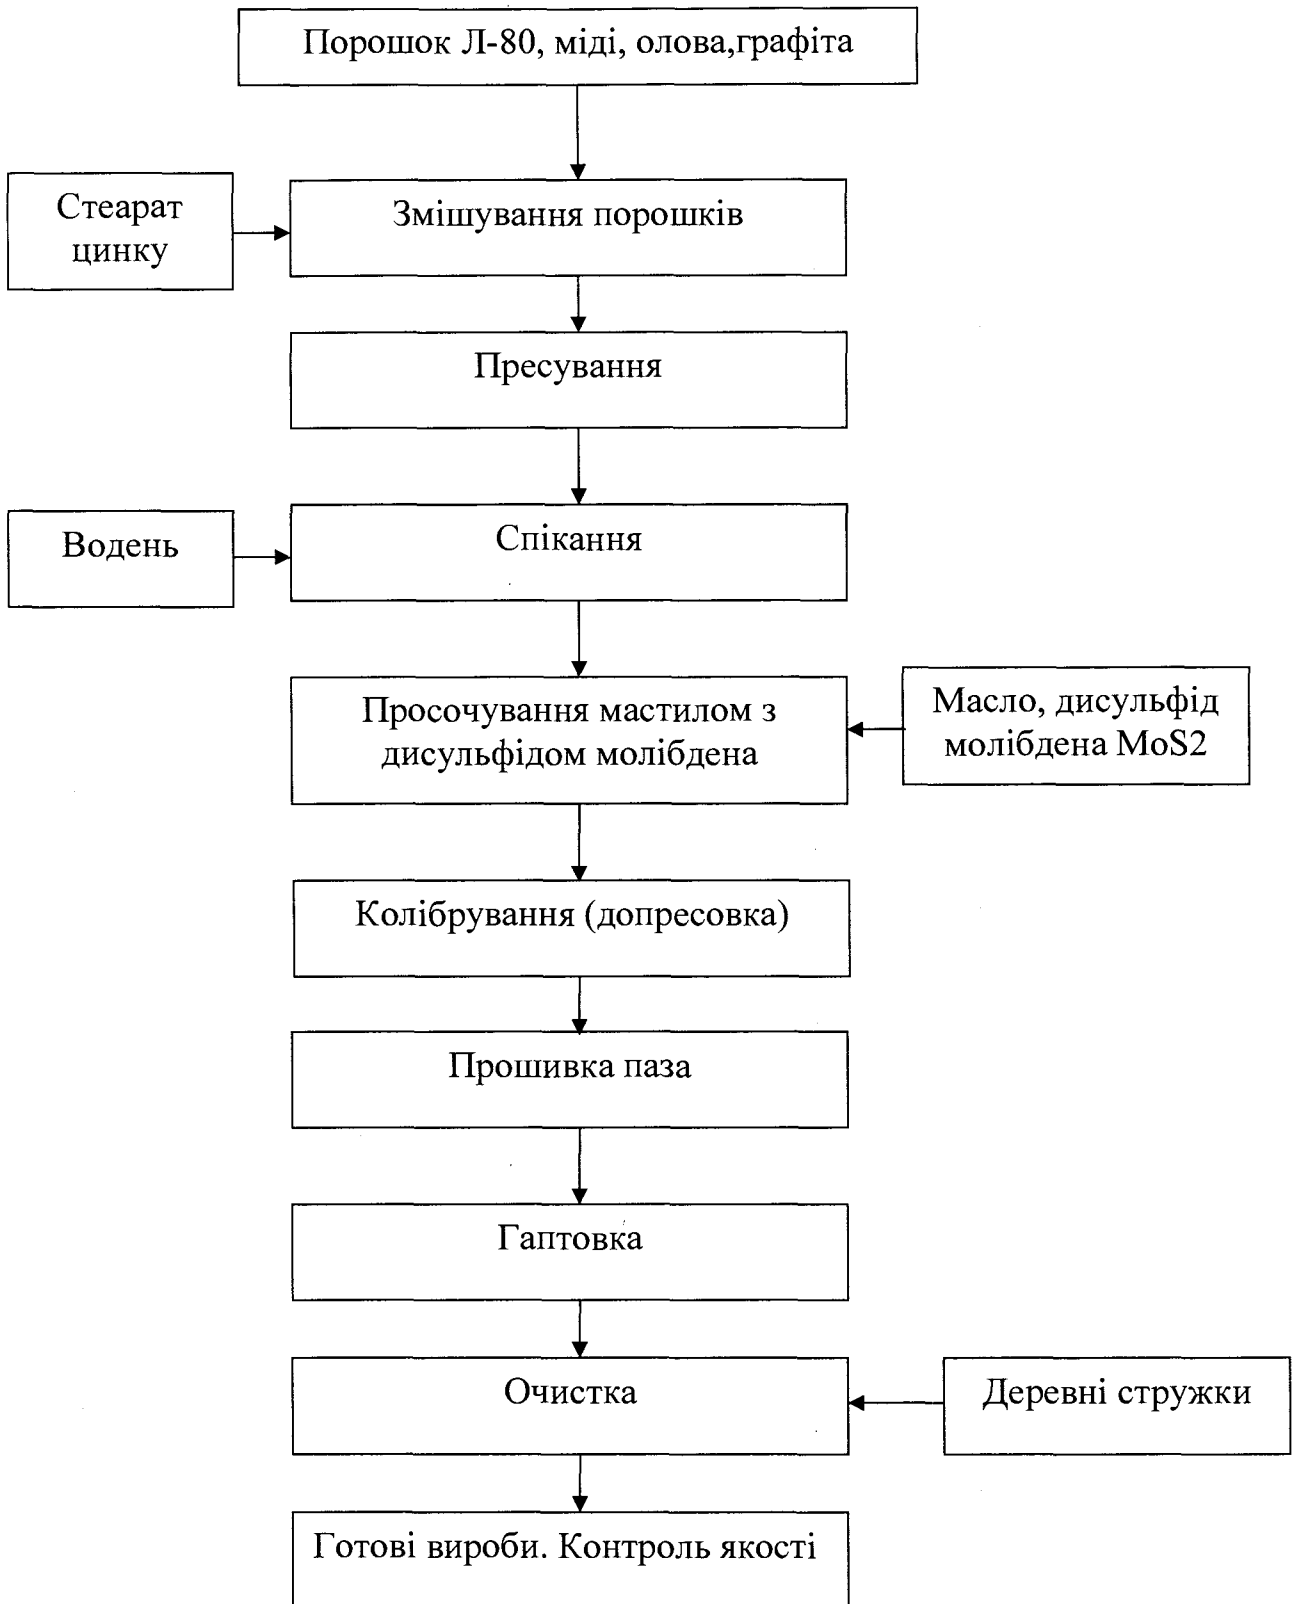 Порошок Л-80, міді, олова,графіта
Стеарат
цинку
Змішування порошків
Пресування
Водень
Спікання
Просочування мастилом з
дисульфідом молібдена
Масло, дисульфід
молібдена MoS2
Колібрування (допресовка)
Прошивка паза
Гаптовка
Очистка
Деревні стружки
Готові вироби. Контроль якості